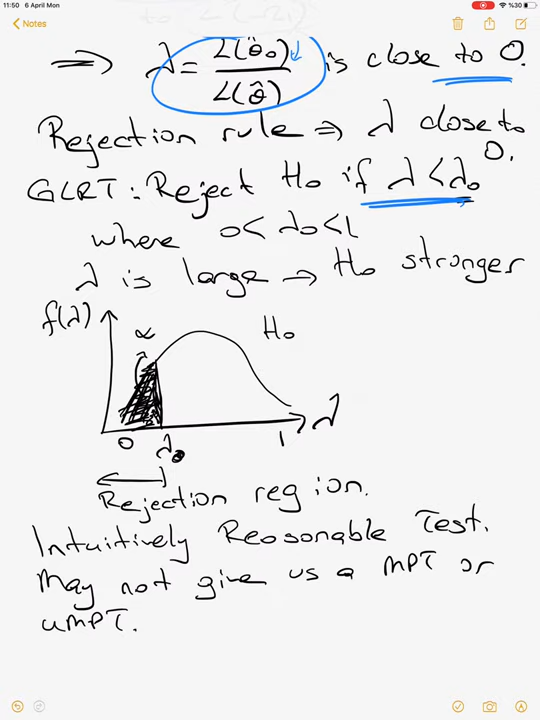 11:50 6 April Mon %30
Notes
⇒ λ = L(θ̂₀) / L(θ̂) is close to 0.
Rejection rule ⇒ λ close to 0.
GLRT: Reject H₀ if λ < λ₀
where 0 < λ₀ < 1
λ is large → H₀ stronger
f(λ) α H₀
0 λ₀ 1 λ
Rejection region.
Intuitively Reasonable Test.
May not give us a MPT or
UMPT.